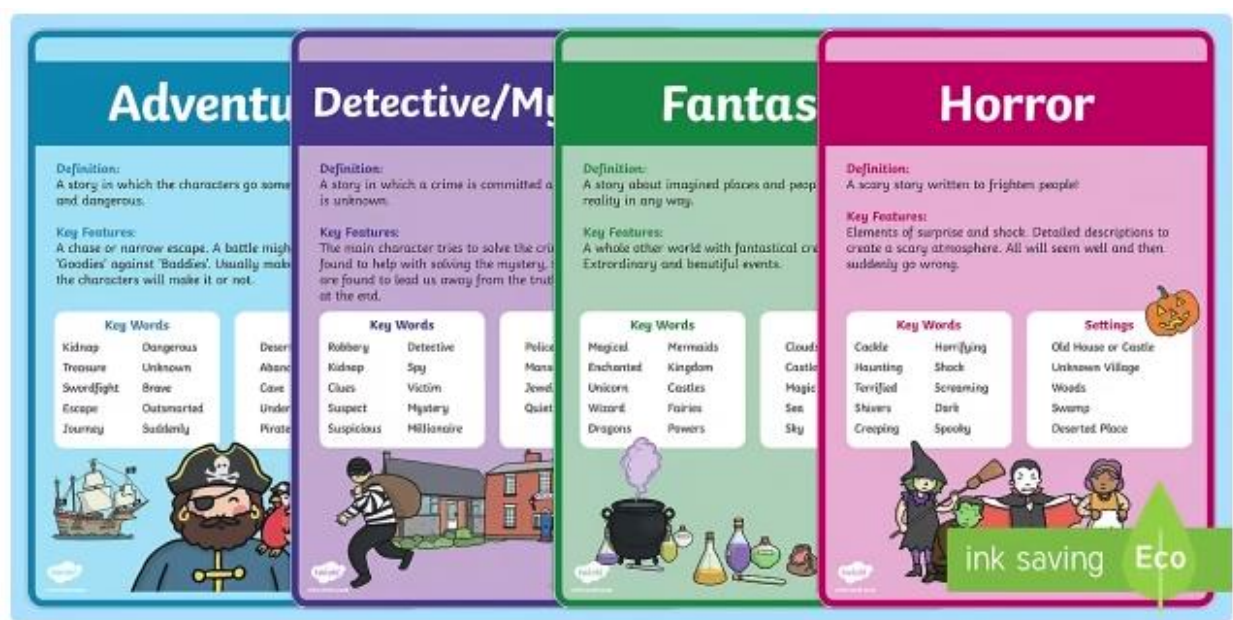 Adventu
Definition:
A story in which the characters go some
and dangerous.
Key Features:
A chase or narrow escape. A battle migh
'Goodies' against 'Baddies'. Usually mak
the characters will make it or not.
Key Words
Kidnap Dangerous
Treasure Unknown
Swordfight Brave
Escape Outsmarted
Journey Suddenly
Deser
Aband
Cave
Under
Pirate
Detective/My
Definition:
A story in which a crime is committed a
is unknown.
Key Features:
The main character tries to solve the cri
found to help with solving the mystery,
are found to lead us away from the trut
at the end.
Key Words
Robbery Detective
Kidnap Spy
Clues Victim
Suspect Mystery
Suspicious Millionaire
Police
Mans
Jewel
Quiet
Fantas
Definition:
A story about imagined places and peop
reality in any way.
Key Features:
A whole other world with fantastical cre
Extrordinary and beautiful events.
Key Words
Magical Mermaids
Enchanted Kingdom
Unicorn Castles
Wizard Fairies
Dragons Powers
Clouds
Castle
Magic
Sea
Sky
Horror
Definition:
A scary story written to frighten people!
Key Features:
Elements of surprise and shock. Detailed descriptions to
create a scary atmosphere. All will seem well and then
suddenly go wrong.
Key Words
Cackle Horrifying
Haunting Shock
Terrified Screaming
Shivers Dark
Creeping Spooky
Settings
Old House or Castle
Unknown Village
Woods
Swamp
Deserted Place
ink saving Eco